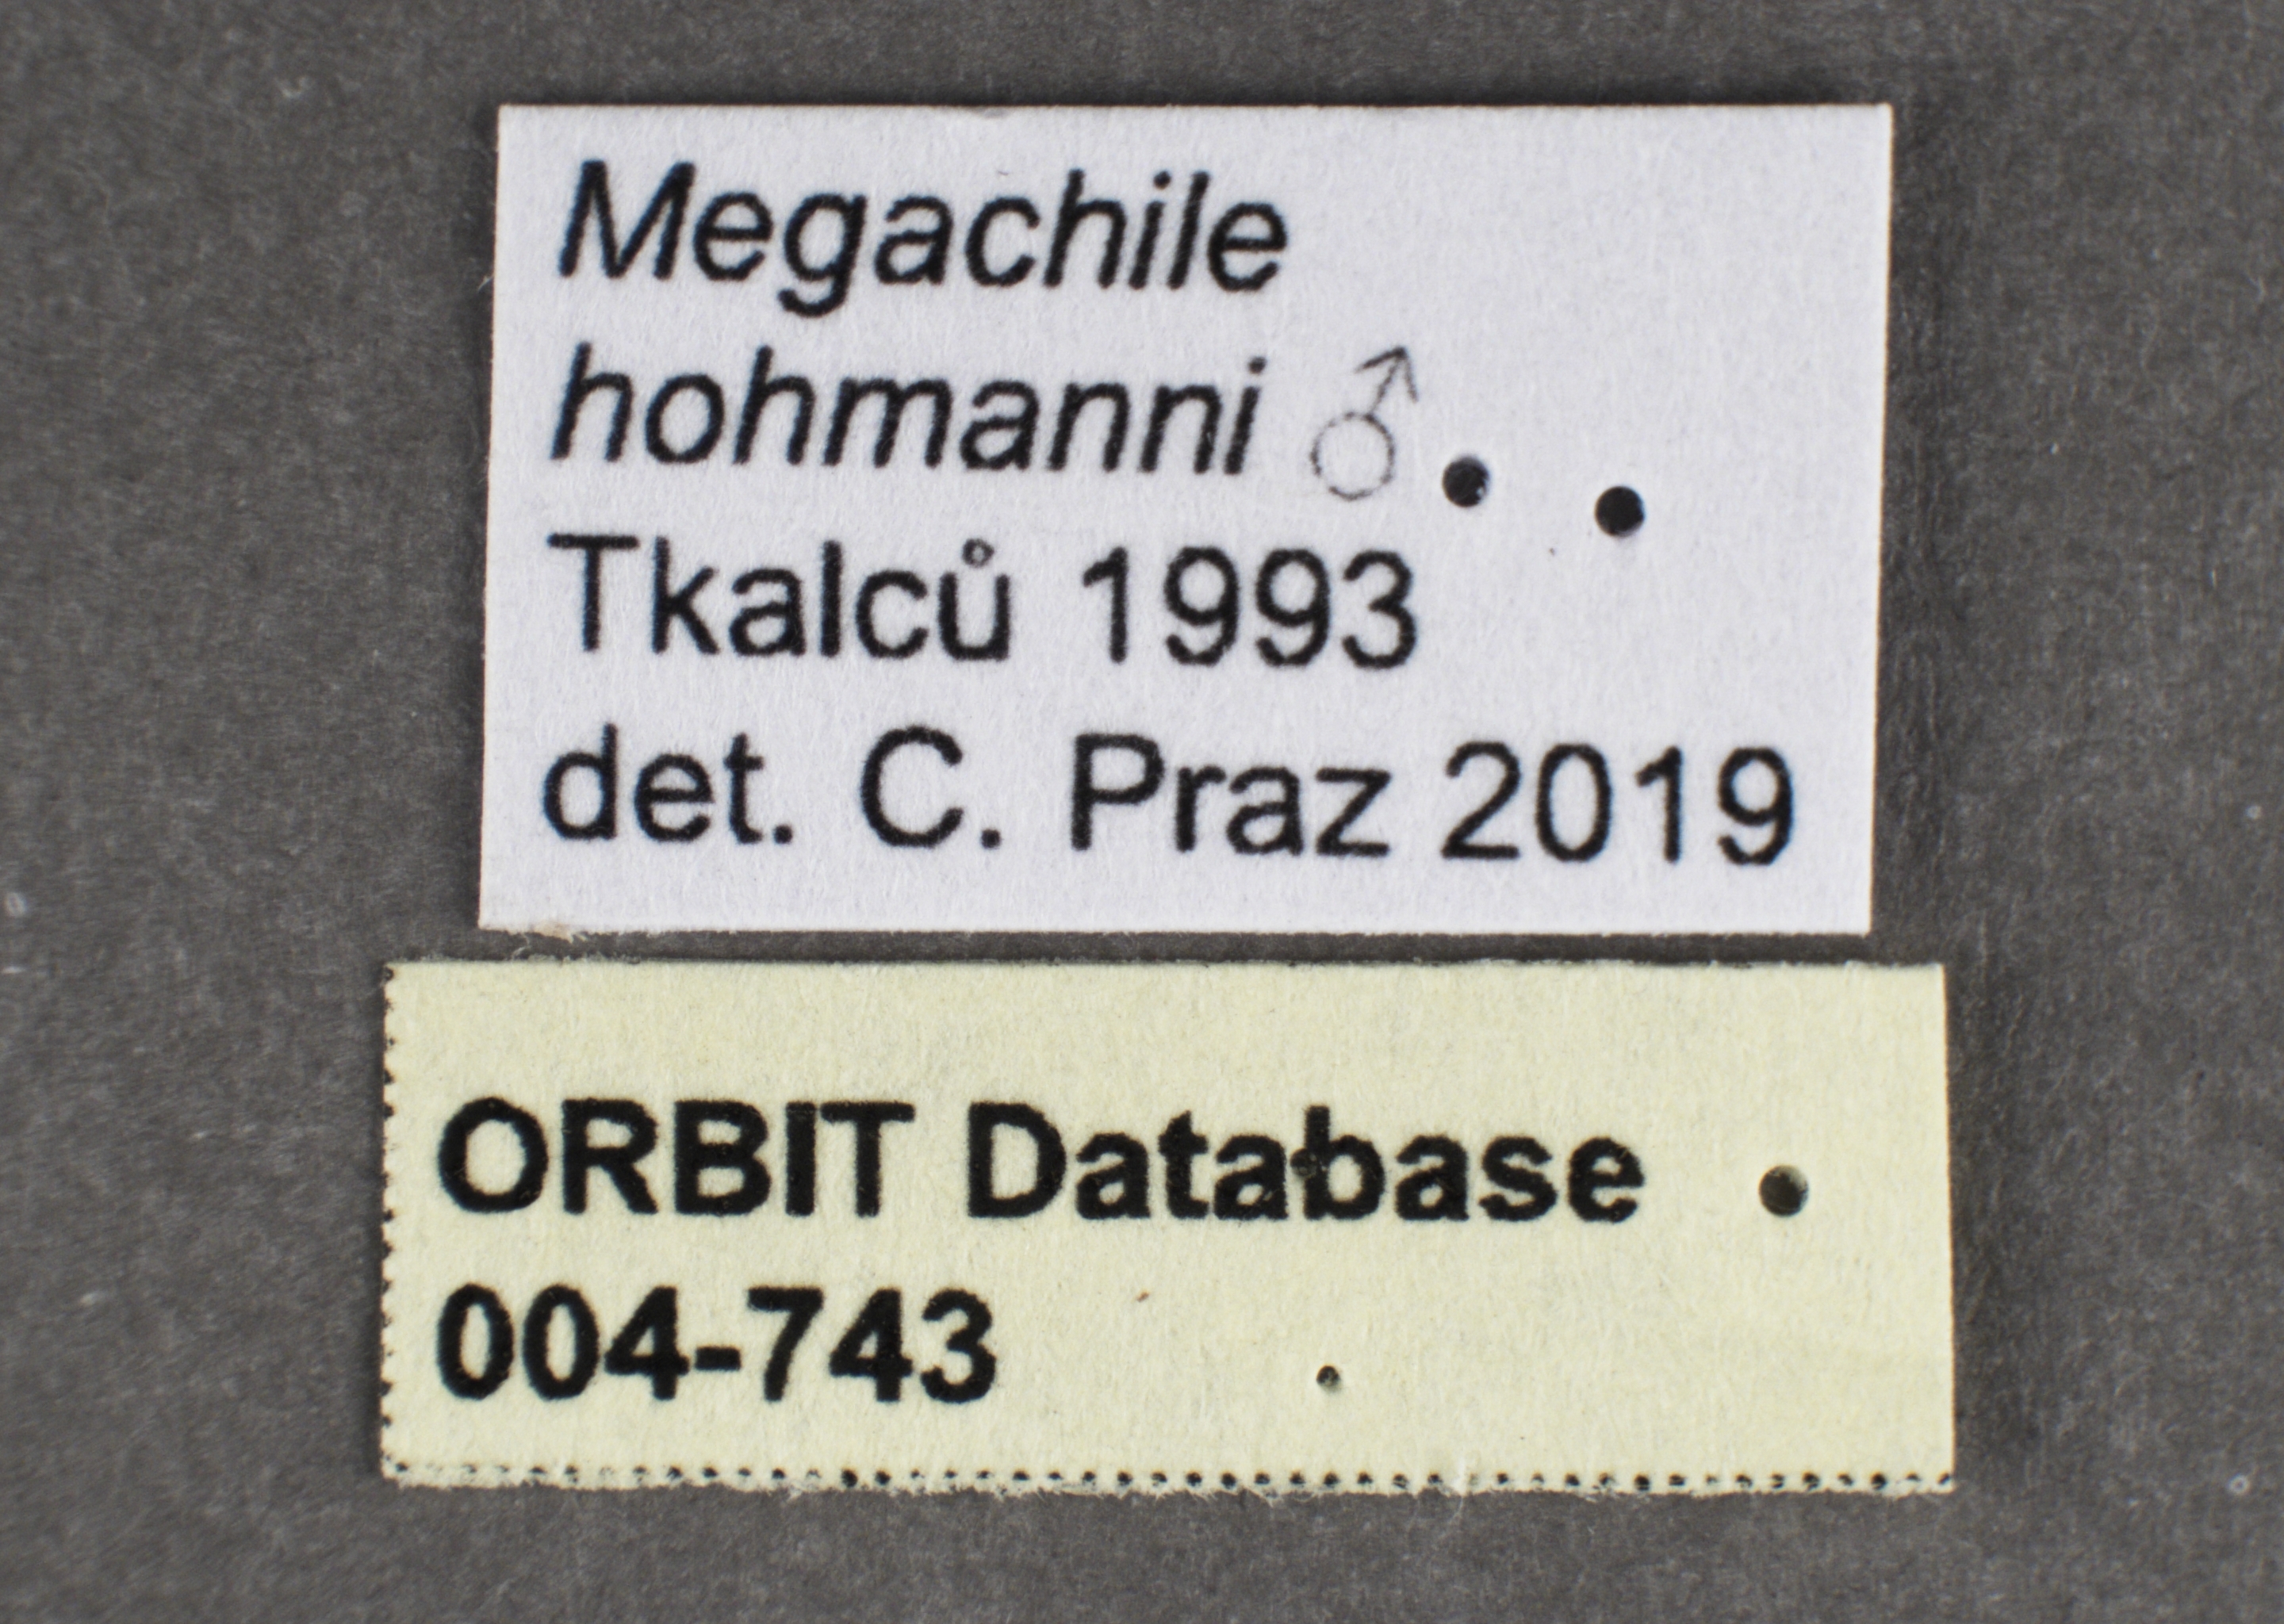 Megachile
hohmanni ♂
Tkalců 1993
det. C. Praz 2019
ORBIT Database
004-743